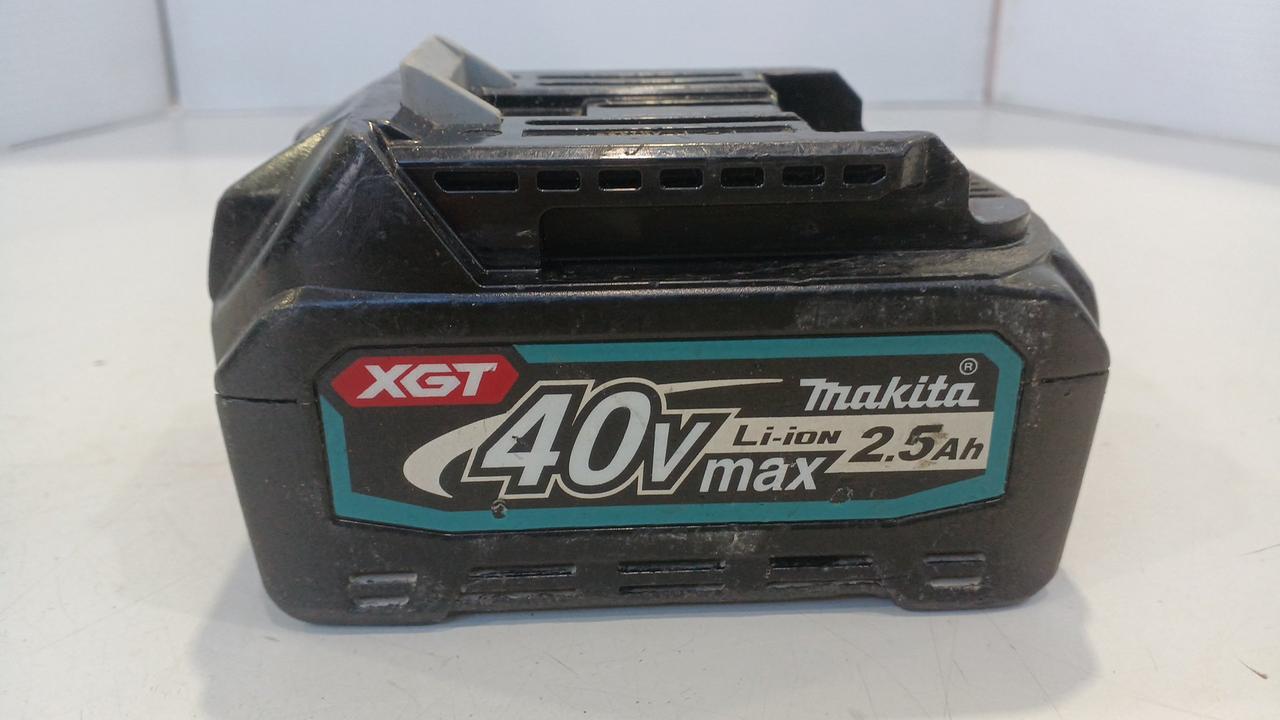 XGT
makita®
40V max
Li-ion 2.5Ah